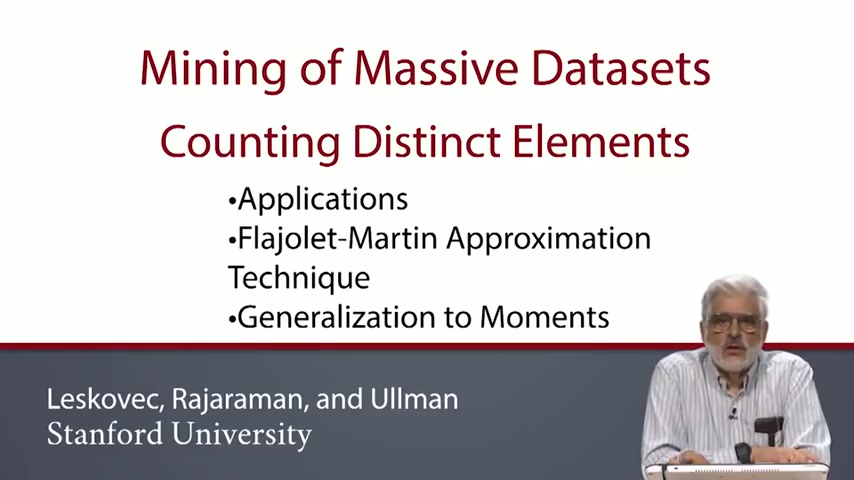 Mining of Massive Datasets
Counting Distinct Elements
•Applications
•Flajolet-Martin Approximation
Technique
•Generalization to Moments
Leskovec, Rajaraman, and Ullman
Stanford University